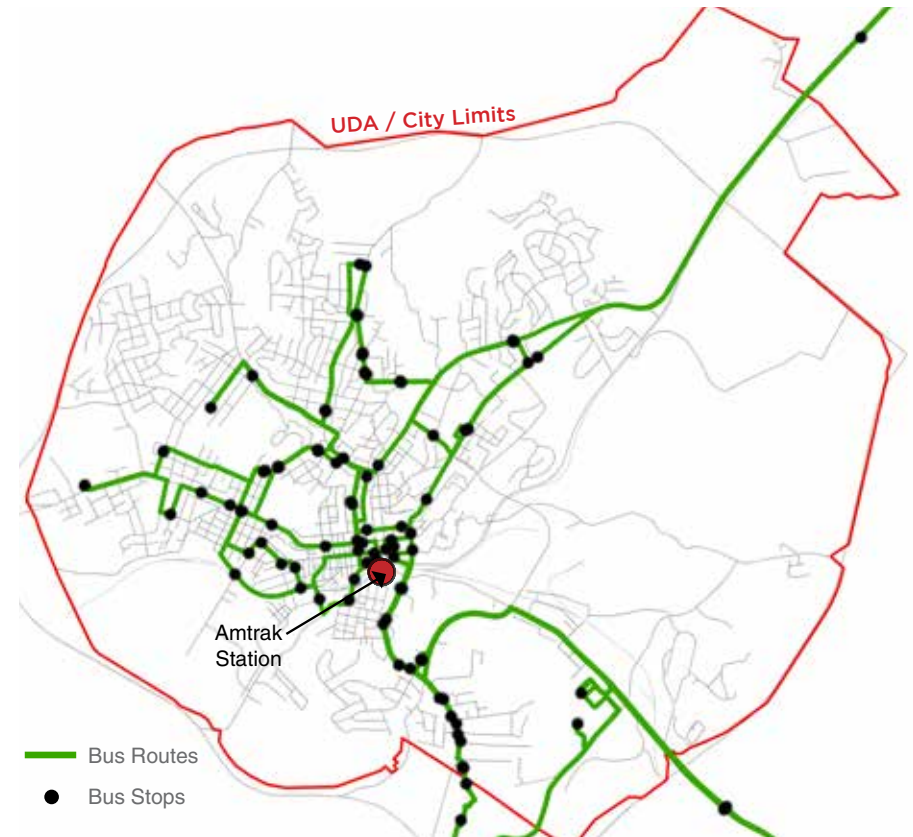 UDA / City Limits
Amtrak
Station
Bus Routes
Bus Stops